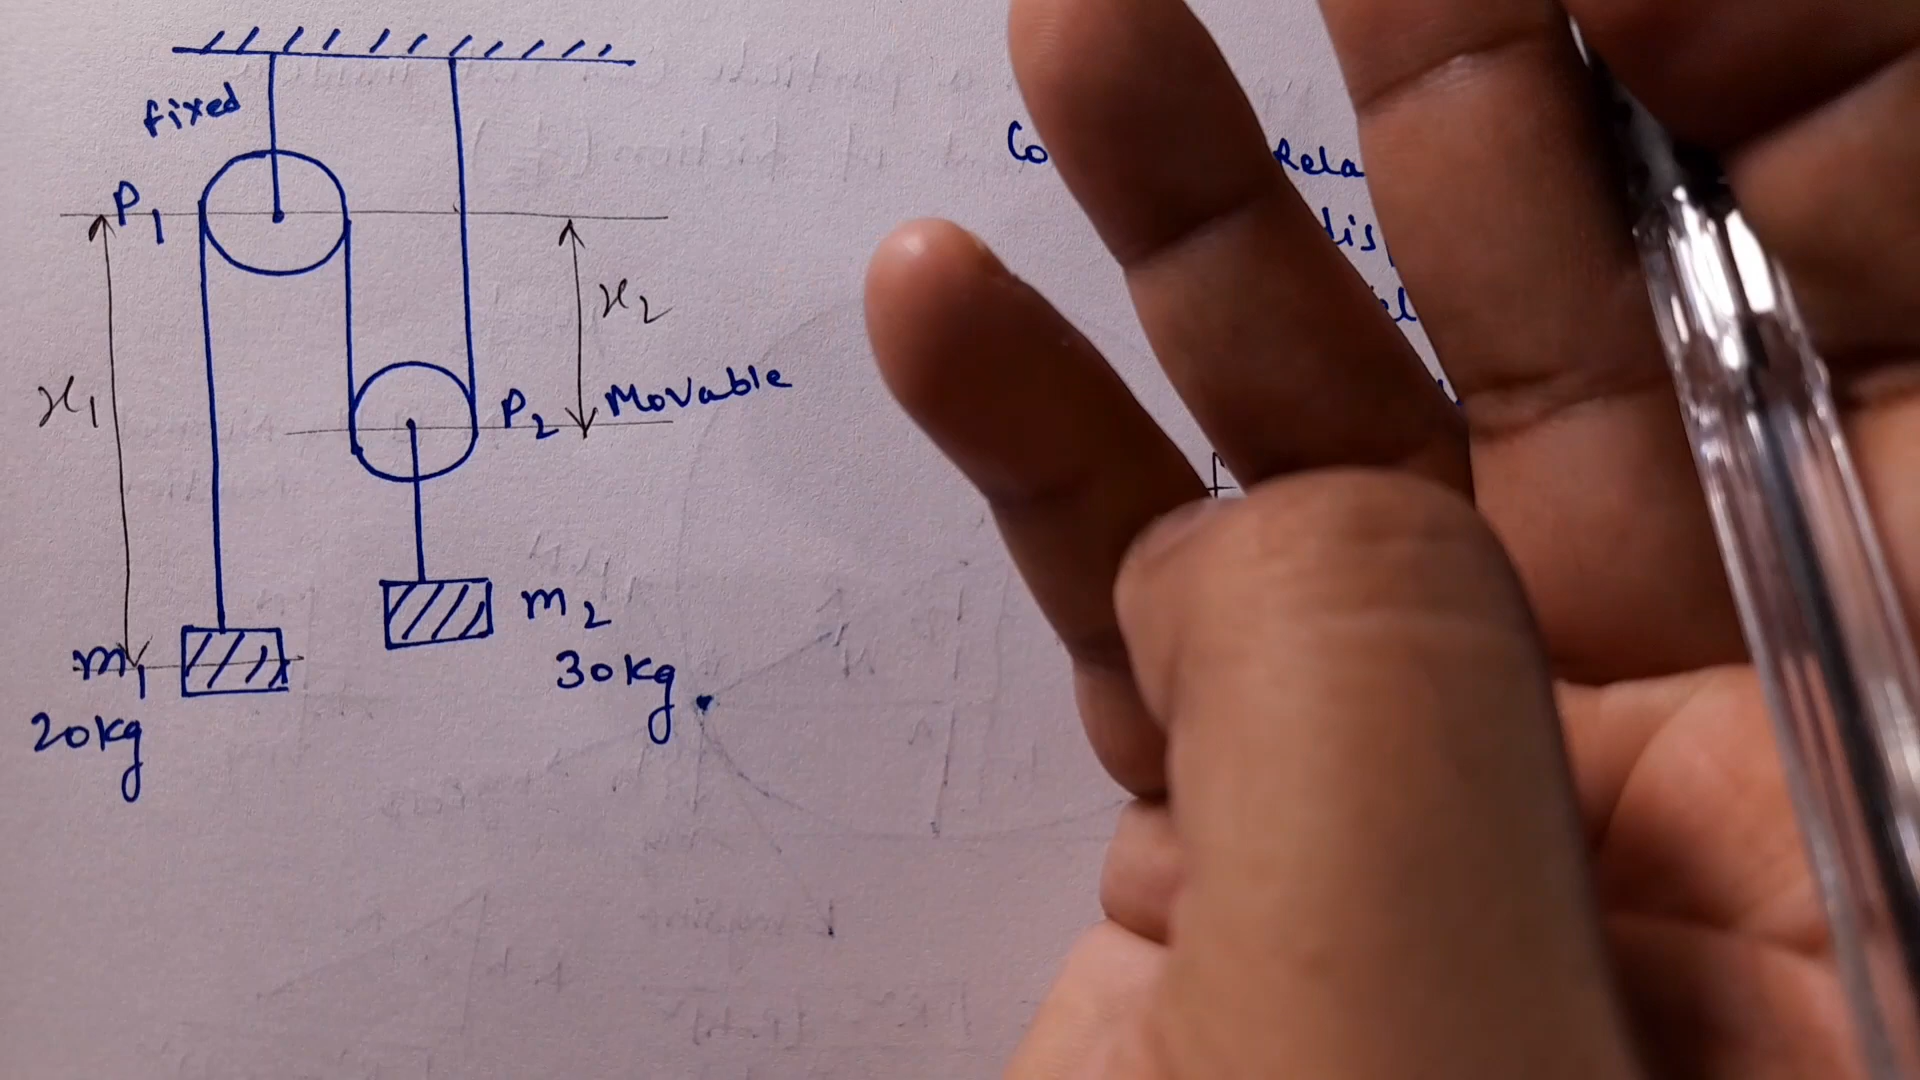 fixed
P1
x1
x2
Movable
P2
m1
20kg
m2
30kg
Co
Rela
dis